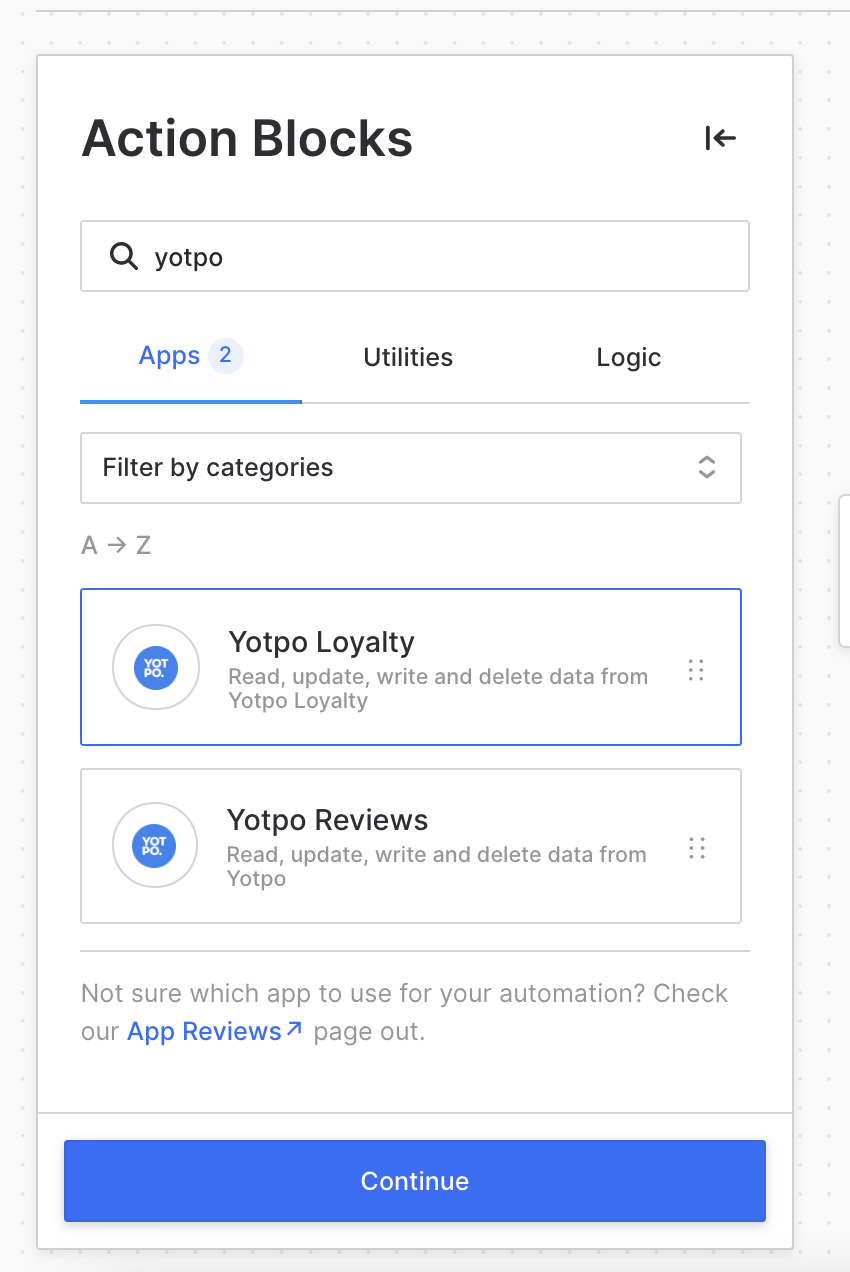 Action Blocks
yotpo
Apps 2 Utilities Logic
Filter by categories
A → Z
YOT
PO.
Yotpo Loyalty
Read, update, write and delete data from
Yotpo Loyalty
YOT
PO.
Yotpo Reviews
Read, update, write and delete data from
Yotpo
Not sure which app to use for your automation? Check
our App Reviews↗ page out.
Continue